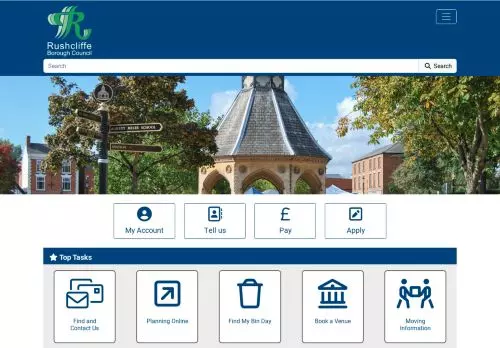 Rushcliffe
Borough Council
Search
Search
My Account
Tell us
Pay
Apply
Top Tasks
Find and
Contact Us
Planning Online
Find My Bin Day
Book a Venue
Moving
Information